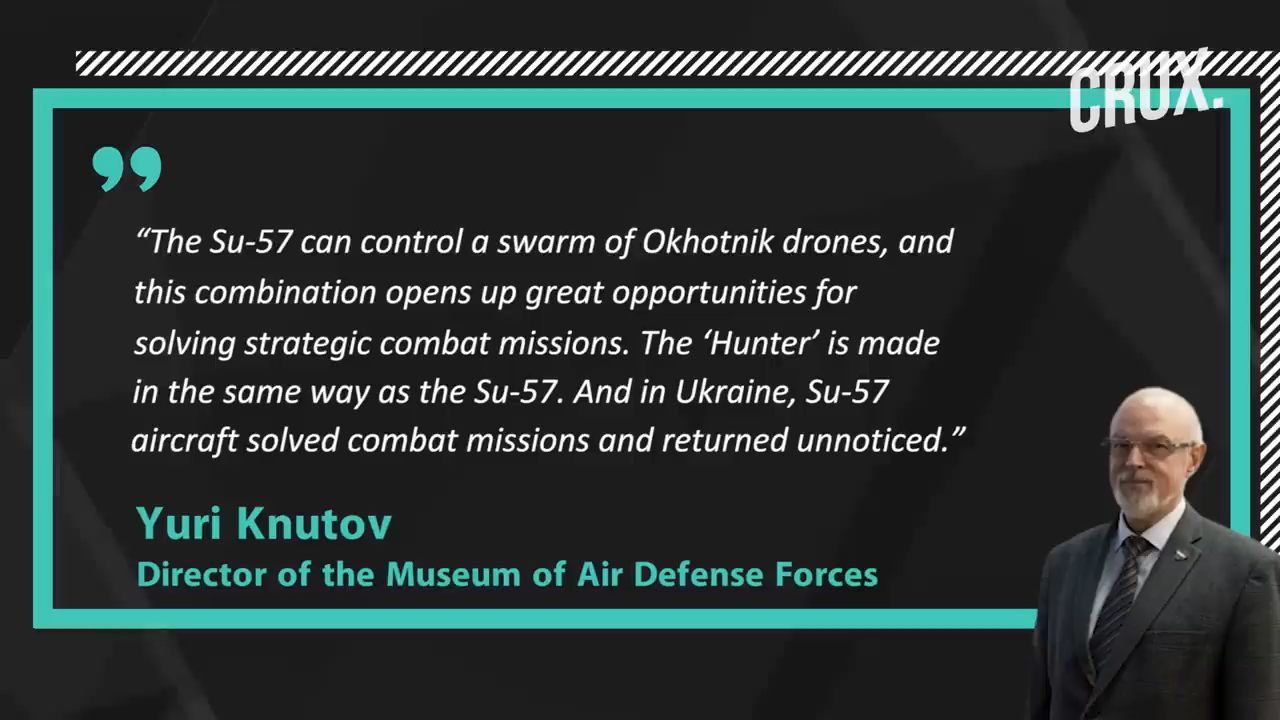 CRUX.
“The Su-57 can control a swarm of Okhotnik drones, and
this combination opens up great opportunities for
solving strategic combat missions. The ‘Hunter’ is made
in the same way as the Su-57. And in Ukraine, Su-57
aircraft solved combat missions and returned unnoticed.”
Yuri Knutov
Director of the Museum of Air Defense Forces